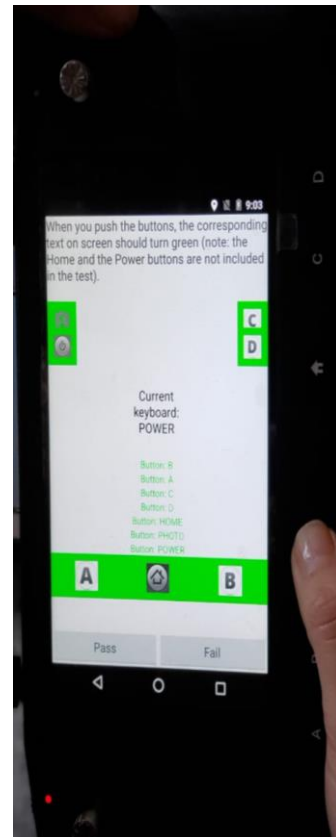 9:03
When you push the buttons, the corresponding
text on screen should turn green (note: the
Home and the Power buttons are not included
in the test).
C
D
Current
keyboard:
POWER
Button: B
Button: A
Button: C
Button: D
Button: HOME
Button: PHOTO
Button: POWER
A
B
Pass
Fail
D
C
B
A